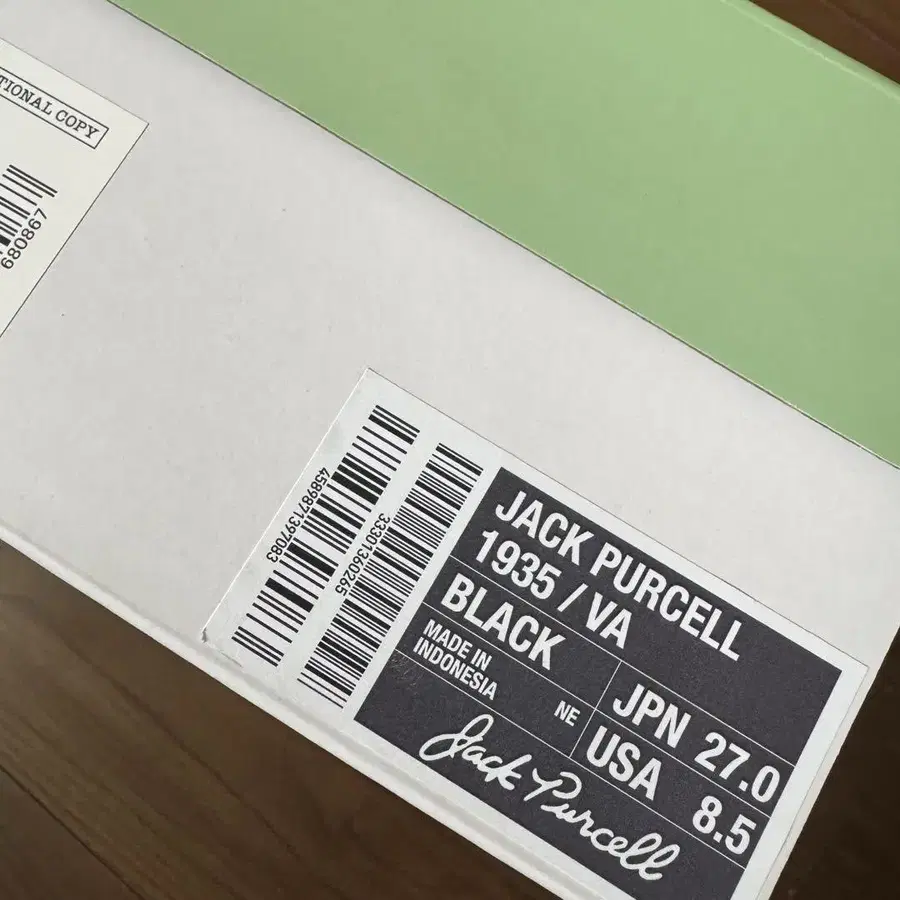 TIONAL COPY
680867
4589871397083
33301360265
JACK PURCELL
1935 / VA
BLACK
MADE IN
INDONESIA
NE
JPN 27.0
USA 8.5
Jack Purcell